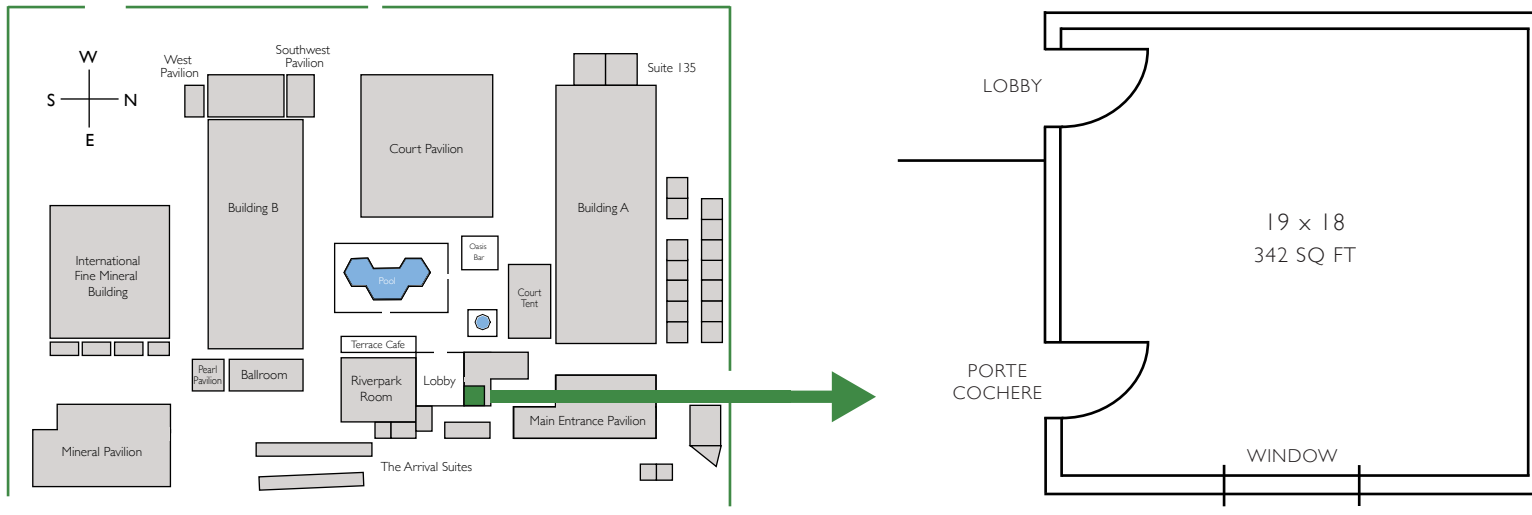 W
S
N
E
West
Pavilion
Southwest
Pavilion
Suite 135
Court Pavilion
Building B
Building A
International
Fine Mineral
Building
Oasis
Bar
Pool
Court
Tent
Terrace Cafe
Pearl
Pavilion
Ballroom
Riverpark
Room
Lobby
Main Entrance Pavilion
Mineral Pavilion
The Arrival Suites
LOBBY
19 x 18
342 SQ FT
PORTE
COCHERE
WINDOW